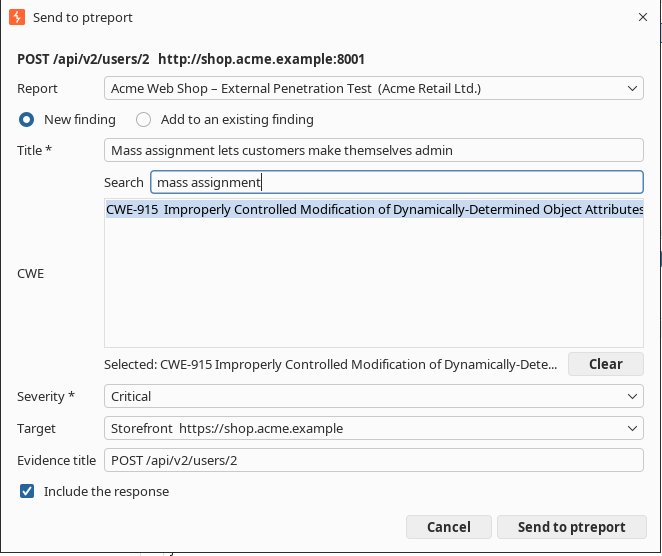 Send to ptreport
POST /api/v2/users/2 http://shop.acme.example:8001
Report Acme Web Shop – External Penetration Test (Acme Retail Ltd.)
New finding Add to an existing finding
Title * Mass assignment lets customers make themselves admin
Search mass assignment
CWE-915 Improperly Controlled Modification of Dynamically-Determined Object Attributes
CWE
Selected: CWE-915 Improperly Controlled Modification of Dynamically-Dete... Clear
Severity * Critical
Target Storefront https://shop.acme.example
Evidence title POST /api/v2/users/2
Include the response
Cancel Send to ptreport